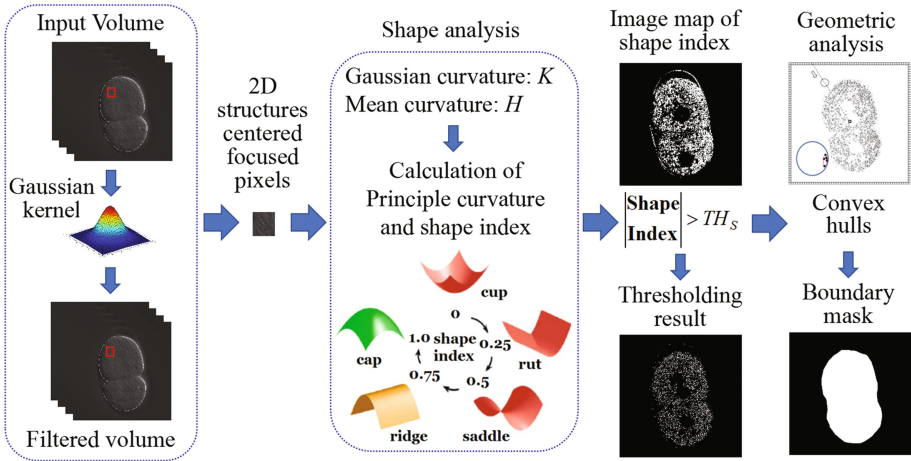 Input Volume
Gaussian
kernel
Filtered volume
2D
structures
centered
focused
pixels
Shape analysis
Gaussian curvature: K
Mean curvature: H
Calculation of
Principle curvature
and shape index
cup
0
0.25
rut
0.5
saddle
0.75
ridge
1.0
cap
shape
index
Image map of
shape index
|Shape
Index| > TH_S
Thresholding
result
Geometric
analysis
Convex
hulls
Boundary
mask